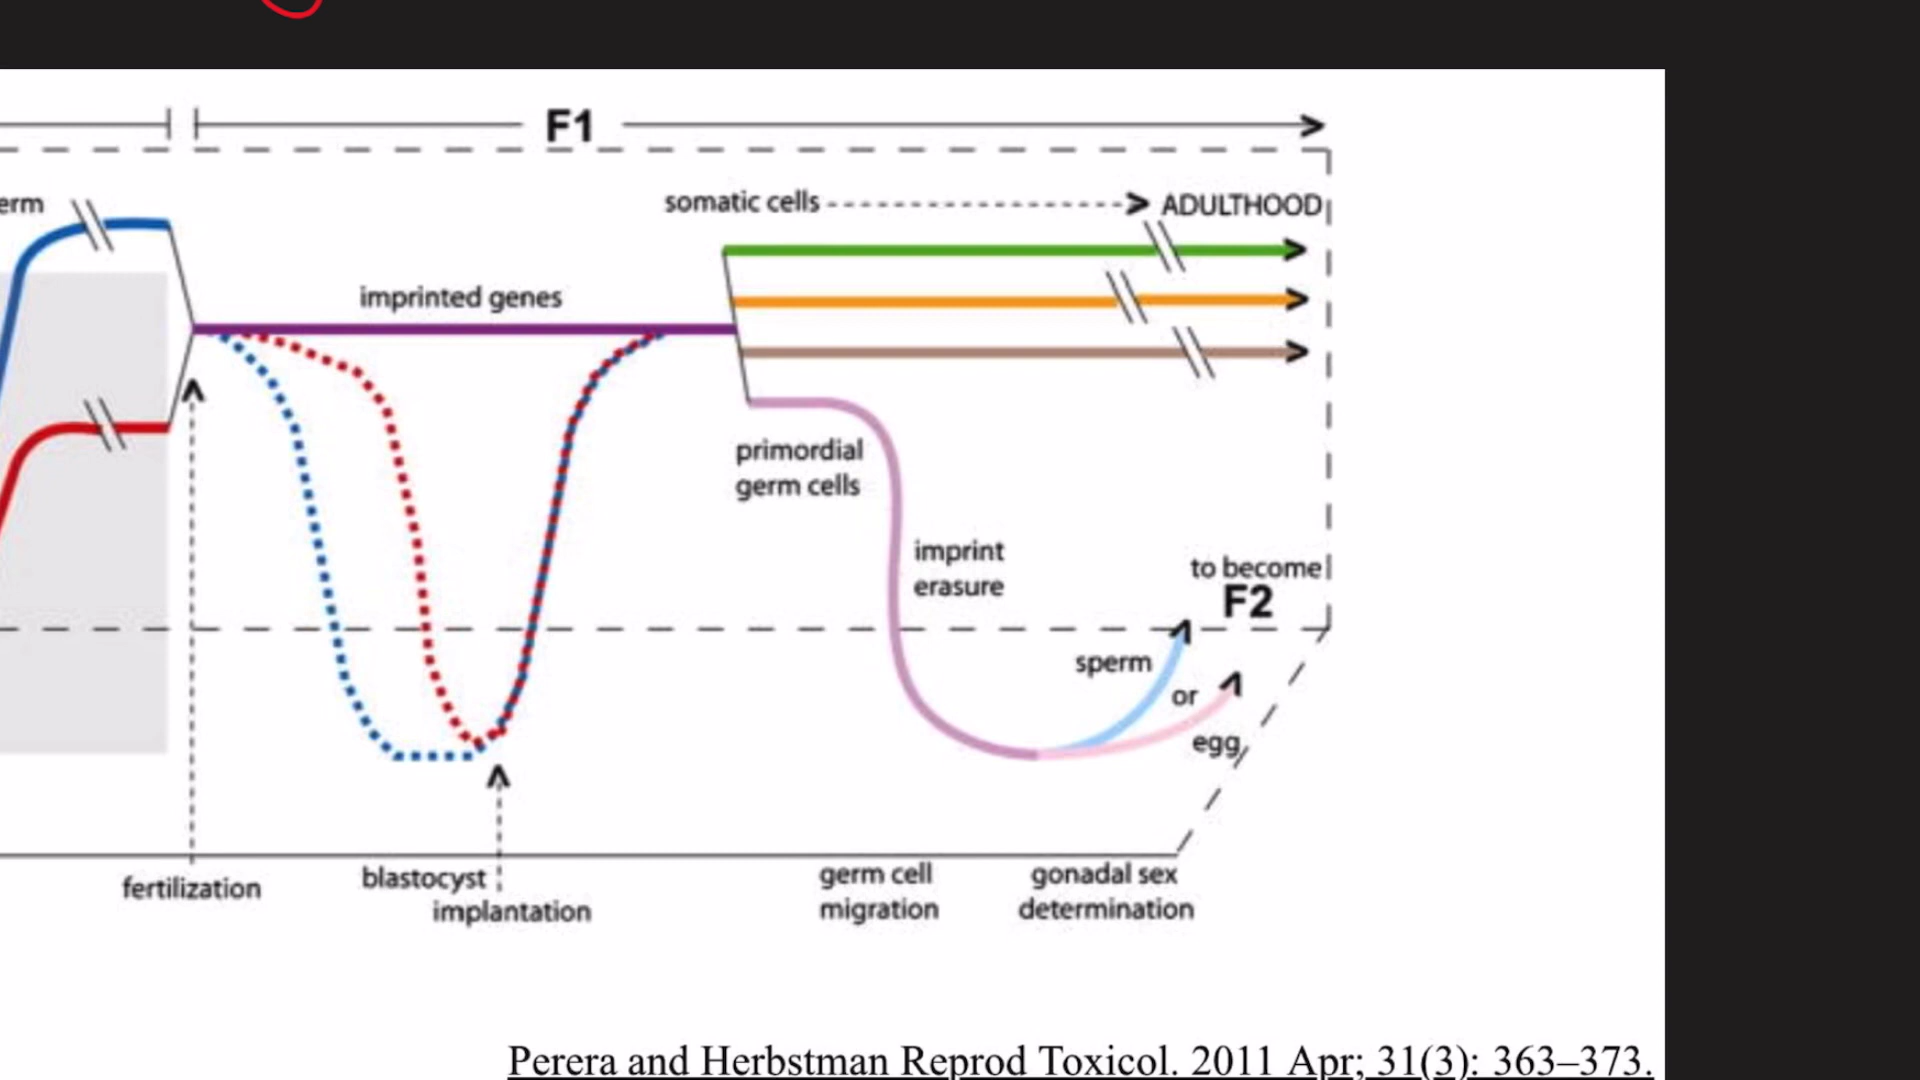 F1
erm
somatic cells
ADULTHOOD
imprinted genes
primordial
germ cells
imprint
erasure
to become
F2
sperm
or
egg
fertilization
blastocyst
implantation
germ cell
migration
gonadal sex
determination
Perera and Herbstman Reprod Toxicol. 2011 Apr; 31(3): 363–373.